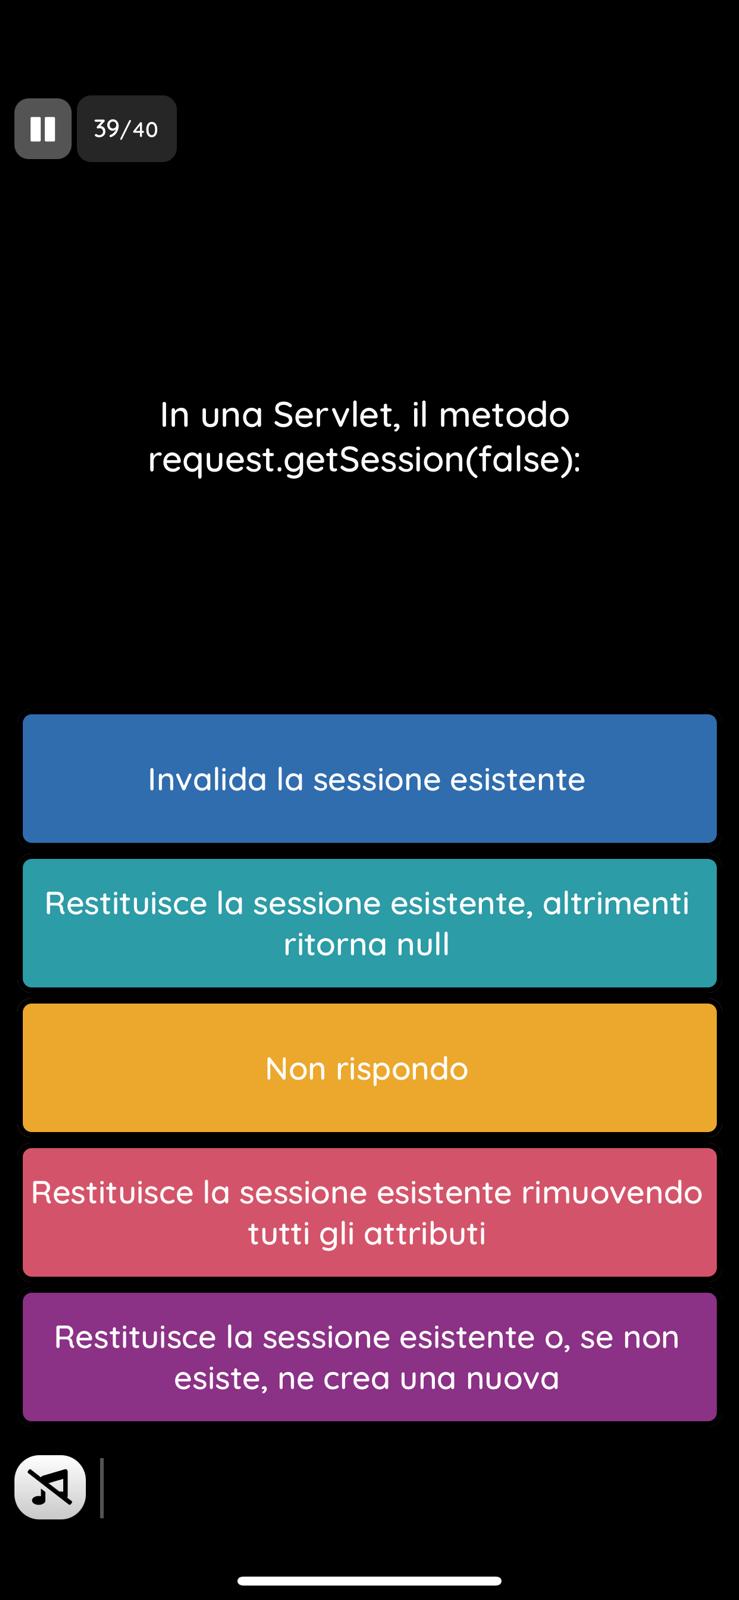 39/40
In una Servlet, il metodo
request.getSession(false):
Invalida la sessione esistente
Restituisce la sessione esistente, altrimenti
ritorna null
Non rispondo
Restituisce la sessione esistente rimuovendo
tutti gli attributi
Restituisce la sessione esistente o, se non
esiste, ne crea una nuova